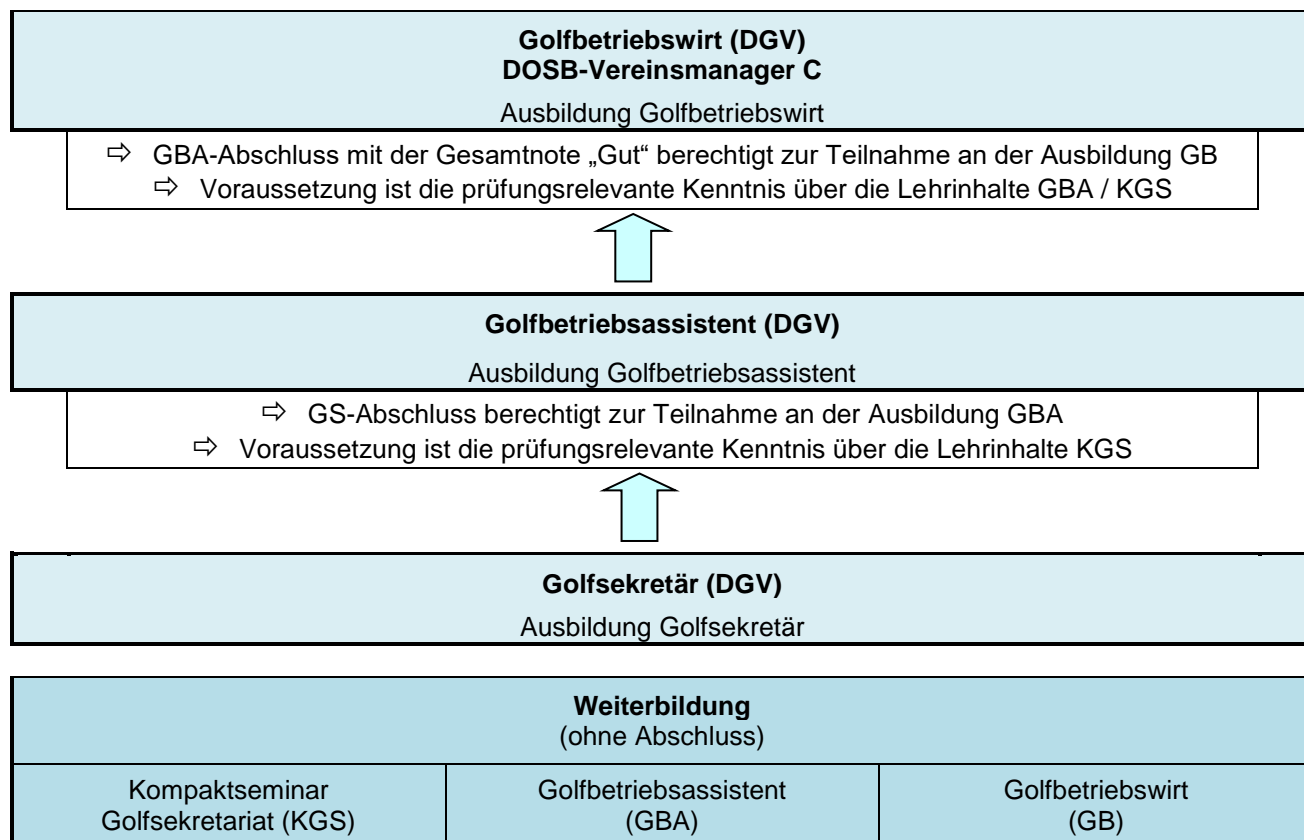 Golfbetriebswirt (DGV)
DOSB-Vereinsmanager C
Ausbildung Golfbetriebswirt
⇨ GBA-Abschluss mit der Gesamtnote „Gut“ berechtigt zur Teilnahme an der Ausbildung GB
⇨ Voraussetzung ist die prüfungsrelevante Kenntnis über die Lehrinhalte GBA / KGS
Golfbetriebsassistent (DGV)
Ausbildung Golfbetriebsassistent
⇨ GS-Abschluss berechtigt zur Teilnahme an der Ausbildung GBA
⇨ Voraussetzung ist die prüfungsrelevante Kenntnis über die Lehrinhalte KGS
Golfsekretär (DGV)
Ausbildung Golfsekretär
Weiterbildung
(ohne Abschluss)
Kompaktseminar
Golfsekretariat (KGS)
Golfbetriebsassistent
(GBA)
Golfbetriebswirt
(GB)